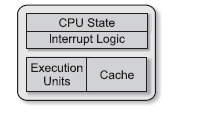 CPU State
Interrupt Logic
Execution
Units
Cache